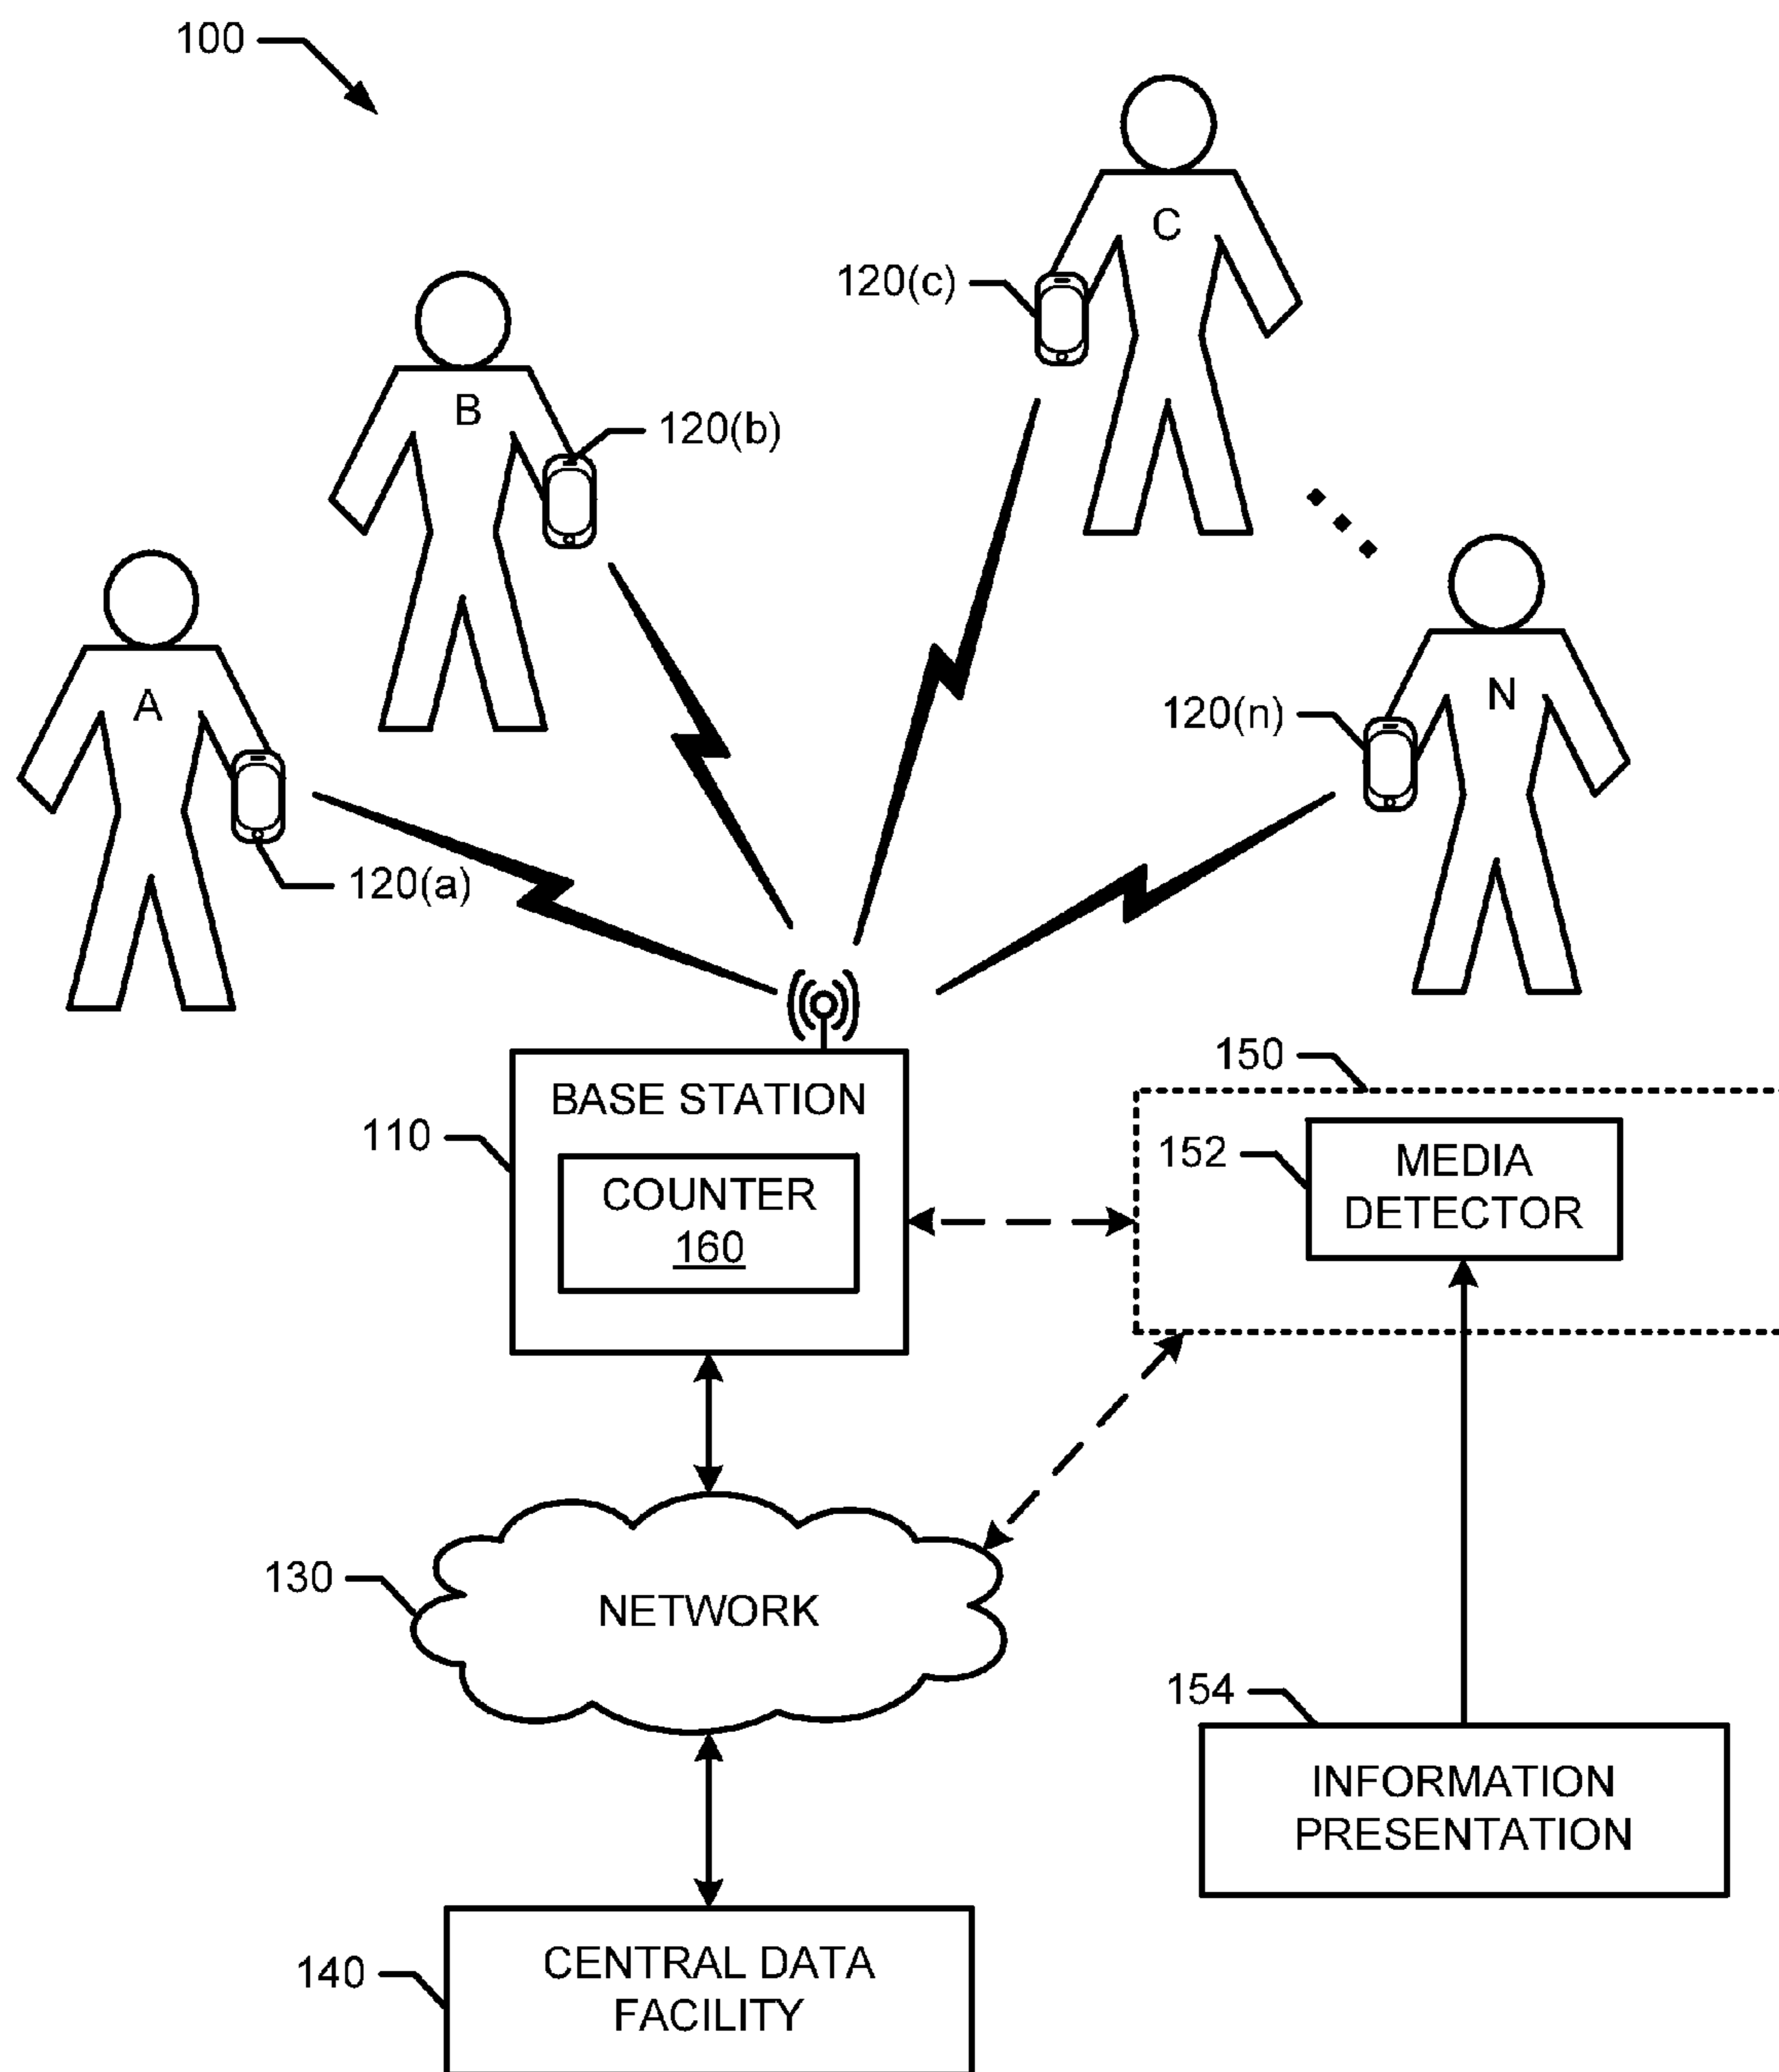 100
C
120(c)
B
120(b)
A
N
120(n)
120(a)
150
BASE STATION
110
152
MEDIA
DETECTOR
COUNTER
160
130
NETWORK
154
INFORMATION
PRESENTATION
140
CENTRAL DATA
FACILITY